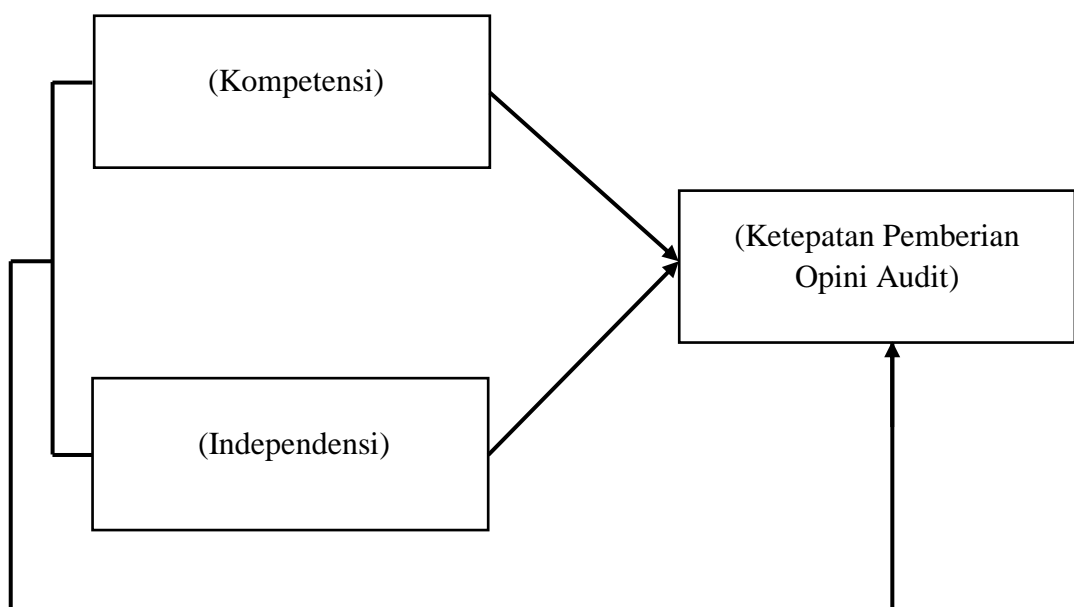 (Kompetensi)
(Ketepatan Pemberian
Opini Audit)
(Independensi)